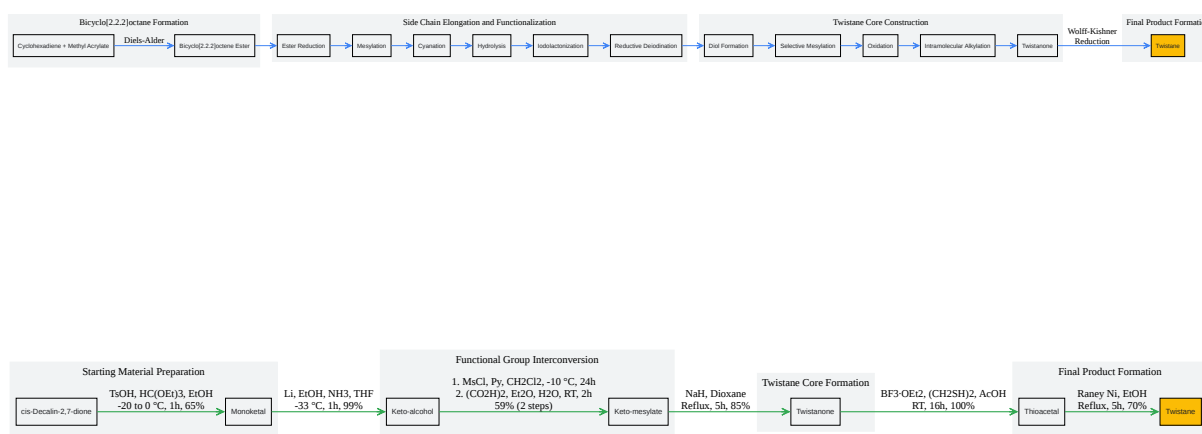 Bicyclo[2.2.2]octane Formation
Side Chain Elongation and Functionalization
Twistane Core Construction
Final Product Formati
Cyclohexadiene + Methyl Acrylate
Diels-Alder
Bicyclo[2.2.2]octane Ester
Ester Reduction
Mesylation
Cyanation
Hydrolysis
Iodolactonization
Reductive Deiodination
Diol Formation
Selective Mesylation
Oxidation
Intramolecular Alkylation
Twistanone
Wolff-Kishner
Reduction
Twistane
Starting Material Preparation
cis-Decalin-2,7-dione
TsOH, HC(OEt)3, EtOH
-20 to 0 °C, 1h, 65%
Monoketal
Li, EtOH, NH3, THF
-33 °C, 1h, 99%
Functional Group Interconversion
Keto-alcohol
1. MsCl, Py, CH2Cl2, -10 °C, 24h
2. (CO2H)2, Et2O, H2O, RT, 2h
59% (2 steps)
Keto-mesylate
NaH, Dioxane
Reflux, 5h, 85%
Twistane Core Formation
Twistanone
BF3·OEt2, (CH2SH)2, AcOH
RT, 16h, 100%
Final Product Formation
Thioacetal
Raney Ni, EtOH
Reflux, 5h, 70%
Twistane